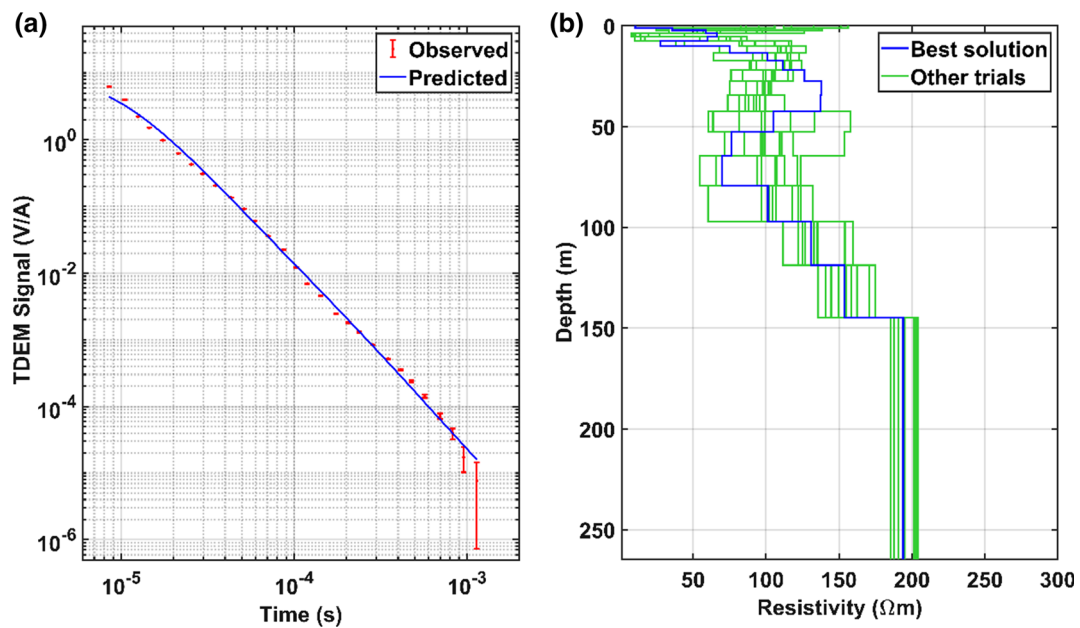 (a)
Observed
Predicted
10^0
10^-2
10^-4
10^-6
TDEM Signal (V/A)
10^-5
10^-4
10^-3
Time (s)
(b)
Best solution
Other trials
0
50
100
150
200
250
Depth (m)
50
100
150
200
250
300
Resistivity (Ωm)